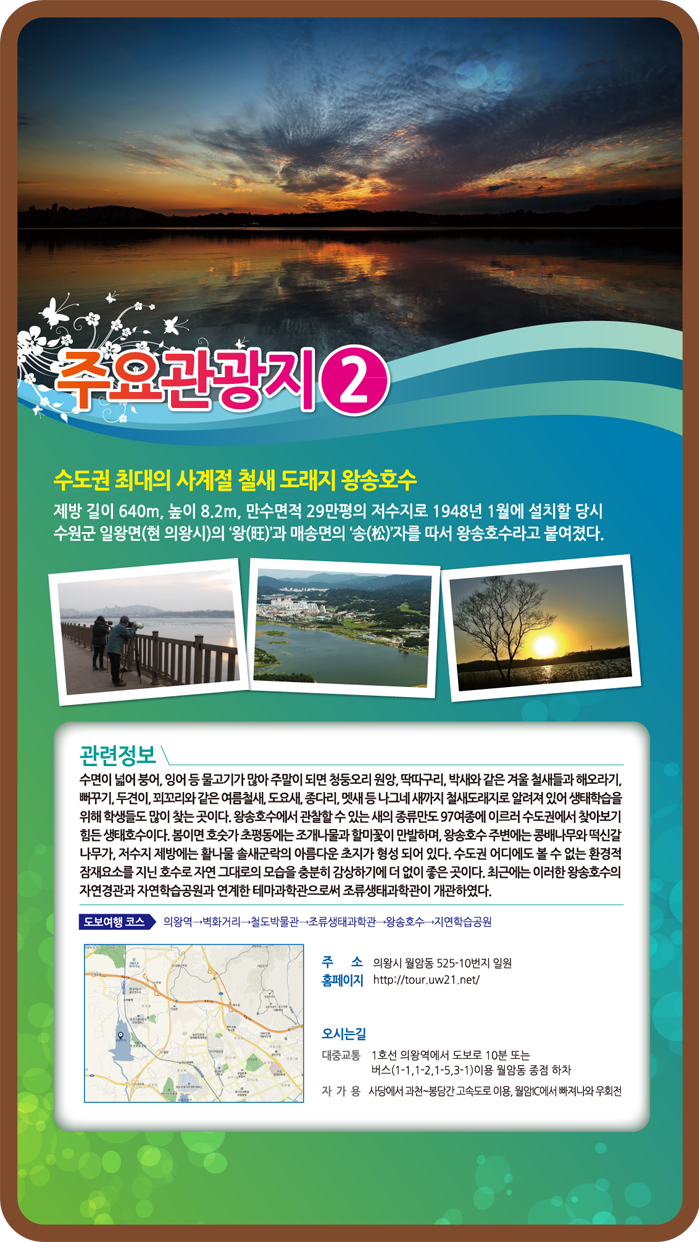 주요관광지 2
수도권 최대의 사계절 철새 도래지 왕송호수
제방 길이 640m, 높이 8.2m, 만수면적 29만평의 저수지로 1948년 1월에 설치할 당시
수원군 일왕면(현 의왕시)의 ‘왕(旺)’과 매송면의 ‘송(松)’자를 따서 왕송호수라고 붙여졌다.
관련정보
수면이 넓어 붕어, 잉어 등 물고기가 많아 주말이 되면 청둥오리 원앙, 딱따구리, 박새와 같은 겨울 철새들과 해오라기,
뻐꾸기, 두견이, 꾀꼬리와 같은 여름철새, 도요새, 종다리, 멧새 등 나그네 새까지 철새도래지로 알려져 있어 생태학습을
위해 학생들도 많이 찾는 곳이다. 왕송호수에서 관찰할 수 있는 새의 종류만도 97여종에 이르러 수도권에서 찾아보기
힘든 생태호수이다. 봄이면 호숫가 초평동에는 조개나물과 할미꽃이 만발하며, 왕송호수 주변에는 콩배나무와 떡신갈
나무가, 저수지 제방에는 활나물 솔새군락의 아름다운 초지가 형성 되어 있다. 수도권 어디에도 볼 수 없는 환경적
잠재요소를 지닌 호수로 자연 그대로의 모습을 충분히 감상하기에 더 없이 좋은 곳이다. 최근에는 이러한 왕송호수의
자연경관과 자연학습공원과 연계한 테마과학관으로써 조류생태과학관이 개관하였다.
도보여행 코스 의왕역→벽화거리→철도박물관→조류생태과학관→왕송호수→지연학습공원
주 소 의왕시 월암동 525-10번지 일원
홈페이지 http://tour.uw21.net/
오시는길
대중교통 1호선 의왕역에서 도보로 10분 또는
버스(1-1,1-2,1-5,3-1)이용 월암동 종점 하차
자 가 용 사당에서 과천~봉담간 고속도로 이용, 월암IC에서 빠져나와 우회전